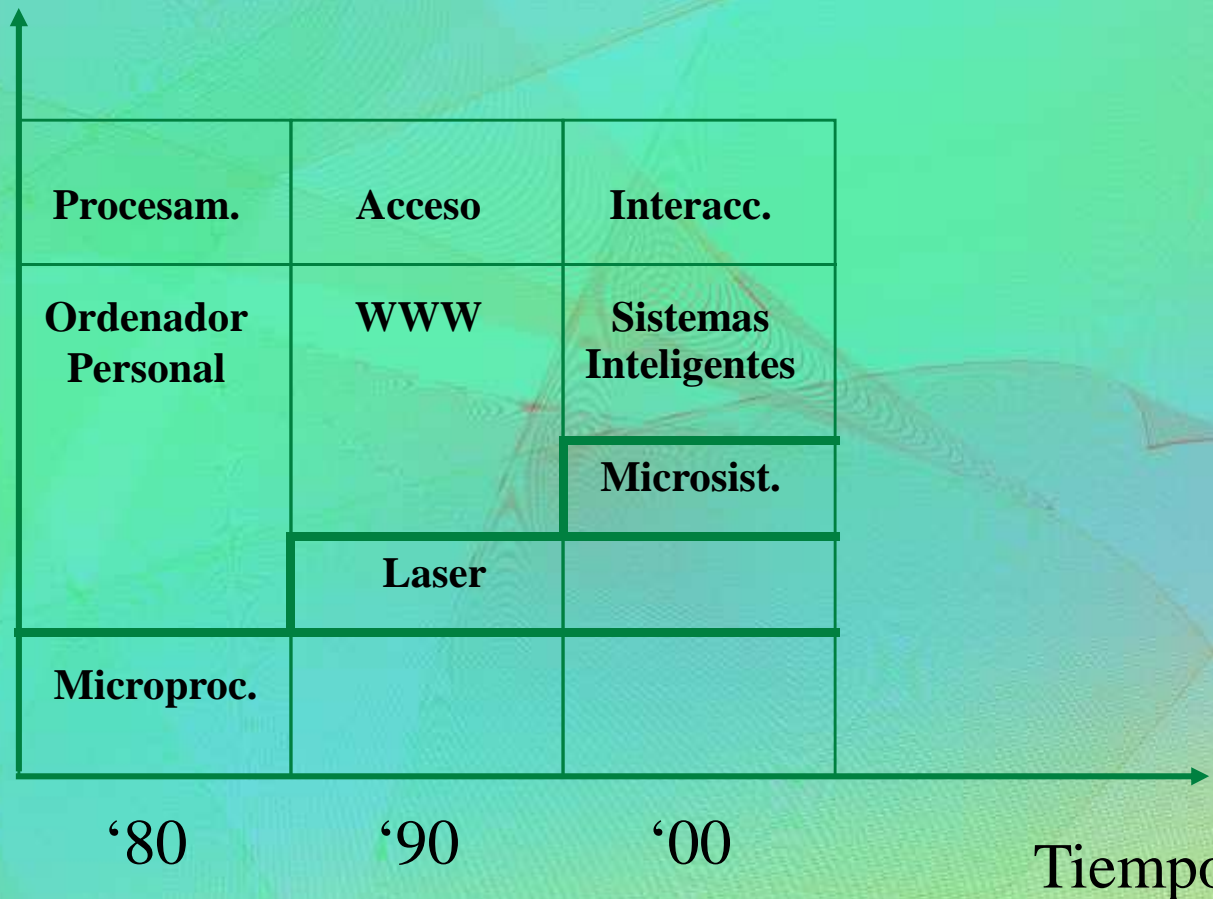 Procesam. Acceso Interacc.
Ordenador WWW Sistemas
Personal Inteligentes
Microsist.
Laser
Microproc.
‘80 ‘90 ‘00
Tiempo